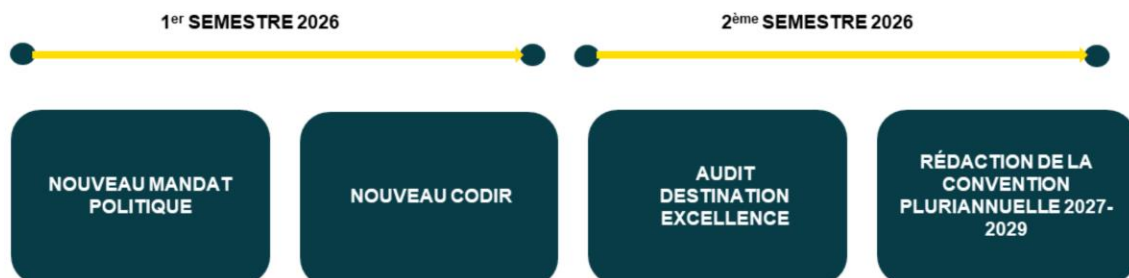 1er SEMESTRE 2026
2ème SEMESTRE 2026
NOUVEAU MANDAT
POLITIQUE
NOUVEAU CODIR
AUDIT
DESTINATION
EXCELLENCE
RÉDACTION DE LA
CONVENTION
PLURIANNUELLE 2027-
2029